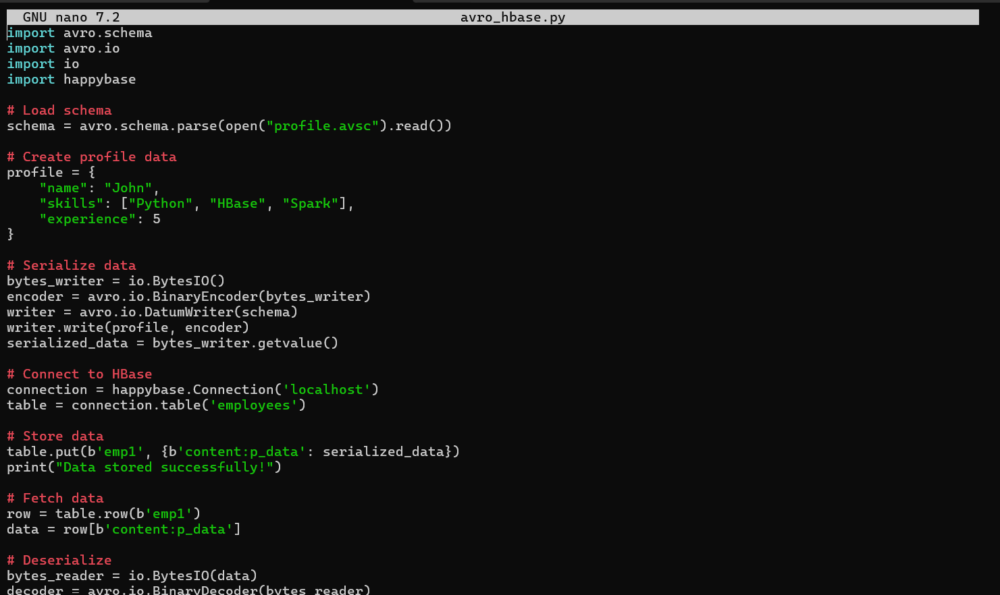 GNU nano 7.2 avro_hbase.py
import avro.schema
import avro.io
import io
import happybase

# Load schema
schema = avro.schema.parse(open("profile.avsc").read())

# Create profile data
profile = {
    "name": "John",
    "skills": ["Python", "HBase", "Spark"],
    "experience": 5
}

# Serialize data
bytes_writer = io.BytesIO()
encoder = avro.io.BinaryEncoder(bytes_writer)
writer = avro.io.DatumWriter(schema)
writer.write(profile, encoder)
serialized_data = bytes_writer.getvalue()

# Connect to HBase
connection = happybase.Connection('localhost')
table = connection.table('employees')

# Store data
table.put(b'emp1', {b'content:p_data': serialized_data})
print("Data stored successfully!")

# Fetch data
row = table.row(b'emp1')
data = row[b'content:p_data']

# Deserialize
bytes_reader = io.BytesIO(data)
decoder = avro.io.BinaryDecoder(bytes_reader)